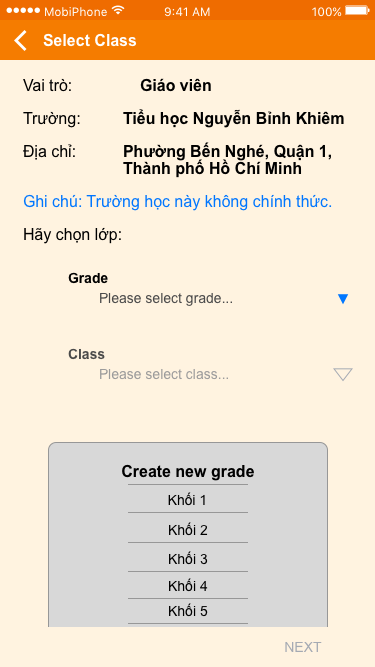 MobiPhone 9:41 AM 100%
Select Class
Vai trò: Giáo viên
Trường: Tiểu học Nguyễn Bỉnh Khiêm
Địa chỉ: Phường Bến Nghé, Quận 1,
Thành phố Hồ Chí Minh
Ghi chú: Trường học này không chính thức.
Hãy chọn lớp:
Grade
Please select grade...
Class
Please select class...
Create new grade
Khối 1
Khối 2
Khối 3
Khối 4
Khối 5
NEXT